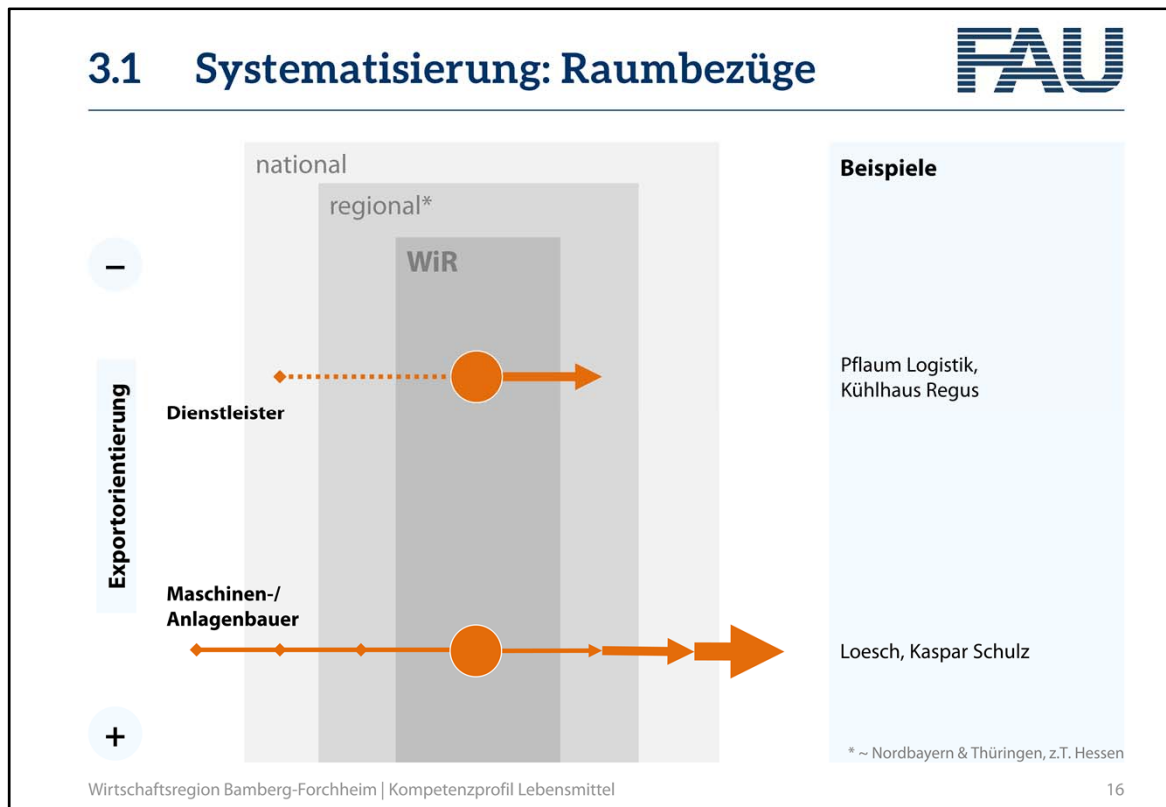 3.1 Systematisierung: Raumbezüge
FAU
national
regional*
WiR
Beispiele
−
Exportorientierung
+
Dienstleister
Pflaum Logistik,
Kühlhaus Regus
Maschinen-/
Anlagenbauer
Loesch, Kaspar Schulz
* ~ Nordbayern & Thüringen, z.T. Hessen
Wirtschaftsregion Bamberg-Forchheim | Kompetenzprofil Lebensmittel
16